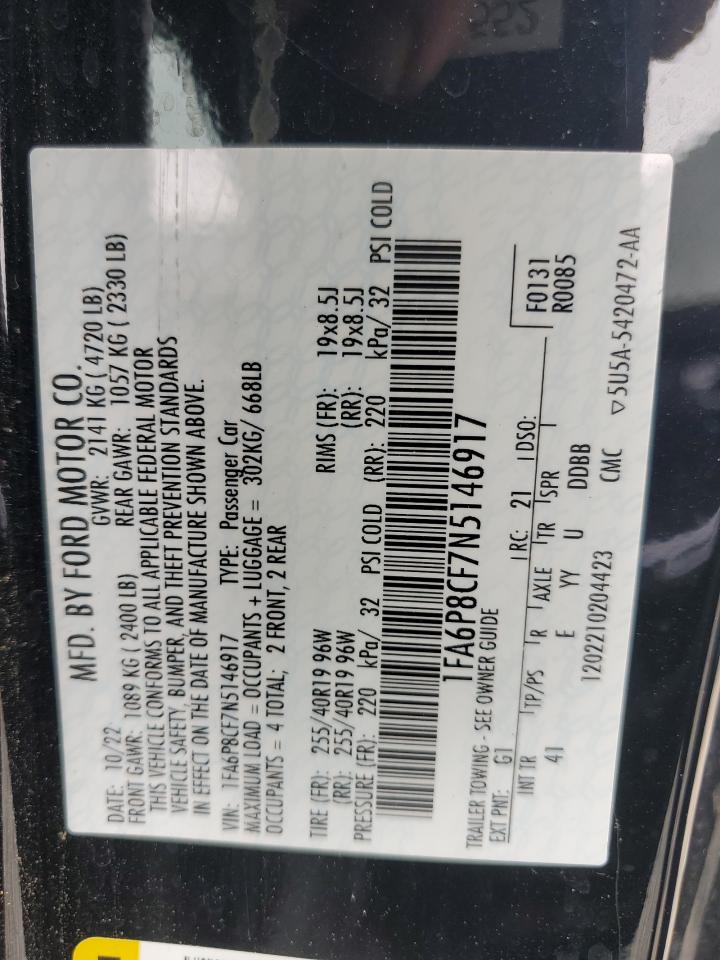 MFD. BY FORD MOTOR CO.
DATE: 10/22 GVWR: 2141 KG ( 4720 LB)
FRONT GAWR: 1089 KG ( 2400 LB) REAR GAWR: 1057 KG ( 2330 LB)
THIS VEHICLE CONFORMS TO ALL APPLICABLE FEDERAL MOTOR
VEHICLE SAFETY, BUMPER, AND THEFT PREVENTION STANDARDS
IN EFFECT ON THE DATE OF MANUFACTURE SHOWN ABOVE.
VIN: 1FA6P8CF7N5146917 TYPE: Passenger Car
MAXIMUM LOAD = OCCUPANTS + LUGGAGE = 302KG/ 668LB
OCCUPANTS = 4 TOTAL; 2 FRONT, 2 REAR
TIRE (FR): 255/40R19 96W RIMS (FR): 19x8.5J
(RR): 255/40R19 96W (RR): 19x8.5J
PRESSURE (FR): 220 kPa/ 32 PSI COLD (RR): 220 kPa/ 32 PSI COLD
1FA6P8CF7N5146917
TRAILER TOWING - SEE OWNER GUIDE
EXT PNT: G1 RC: 21 DSO: F0131
INT TR TP/PS R AXLE TR SPR R0085
41 E YY U DDBB
1202210204423 CMC ▽5U5A-5420472-AA
552